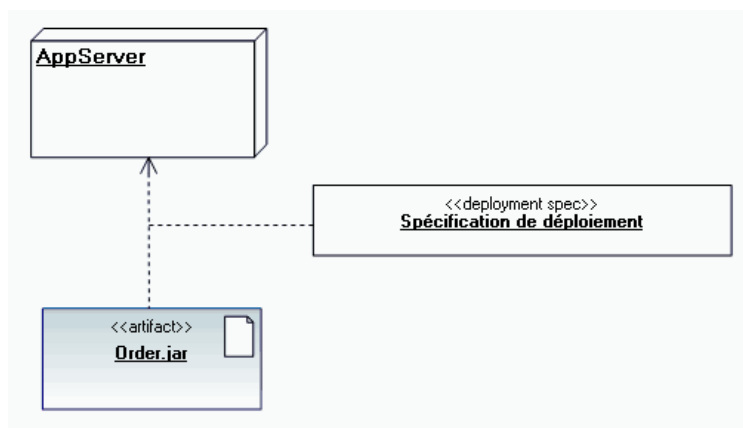 AppServer
<<deployment spec>>
Spécification de déploiement
<<artifact>>
Order.jar